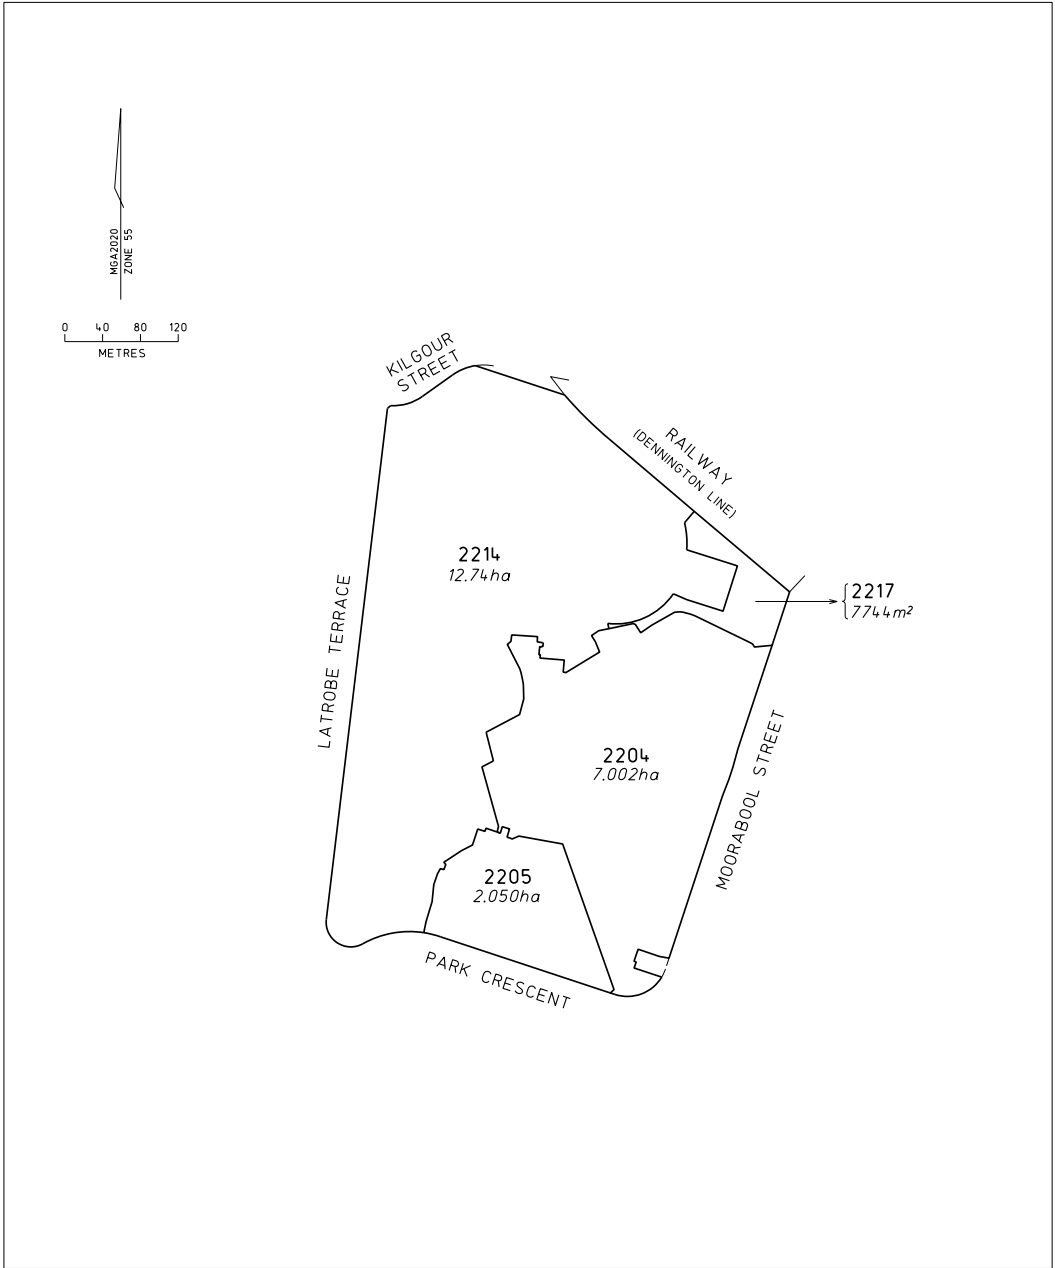 MGA2020
ZONE 55
0 40 80 120
METRES
KILGOUR
STREET
RAILWAY
(DENNINGTON LINE)
2214
12.74ha
2217
7744m²
LATROBE TERRACE
2204
7.002ha
MOORABOOL STREET
2205
2.050ha
PARK CRESCENT